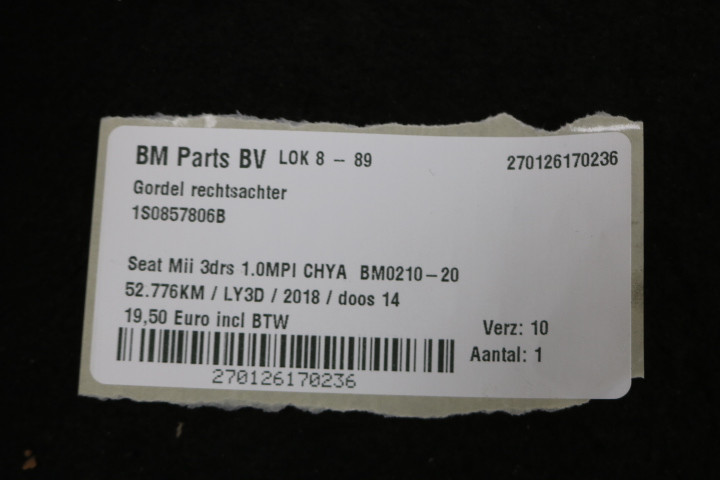 BM Parts BV LOK 8 - 89 270126170236
Gordel rechtsachter
1S0857806B
Seat Mii 3drs 1.0MPI CHYA BM0210-20
52.776KM / LY3D / 2018 / doos 14
19,50 Euro incl BTW Verz: 10
Aantal: 1
270126170236